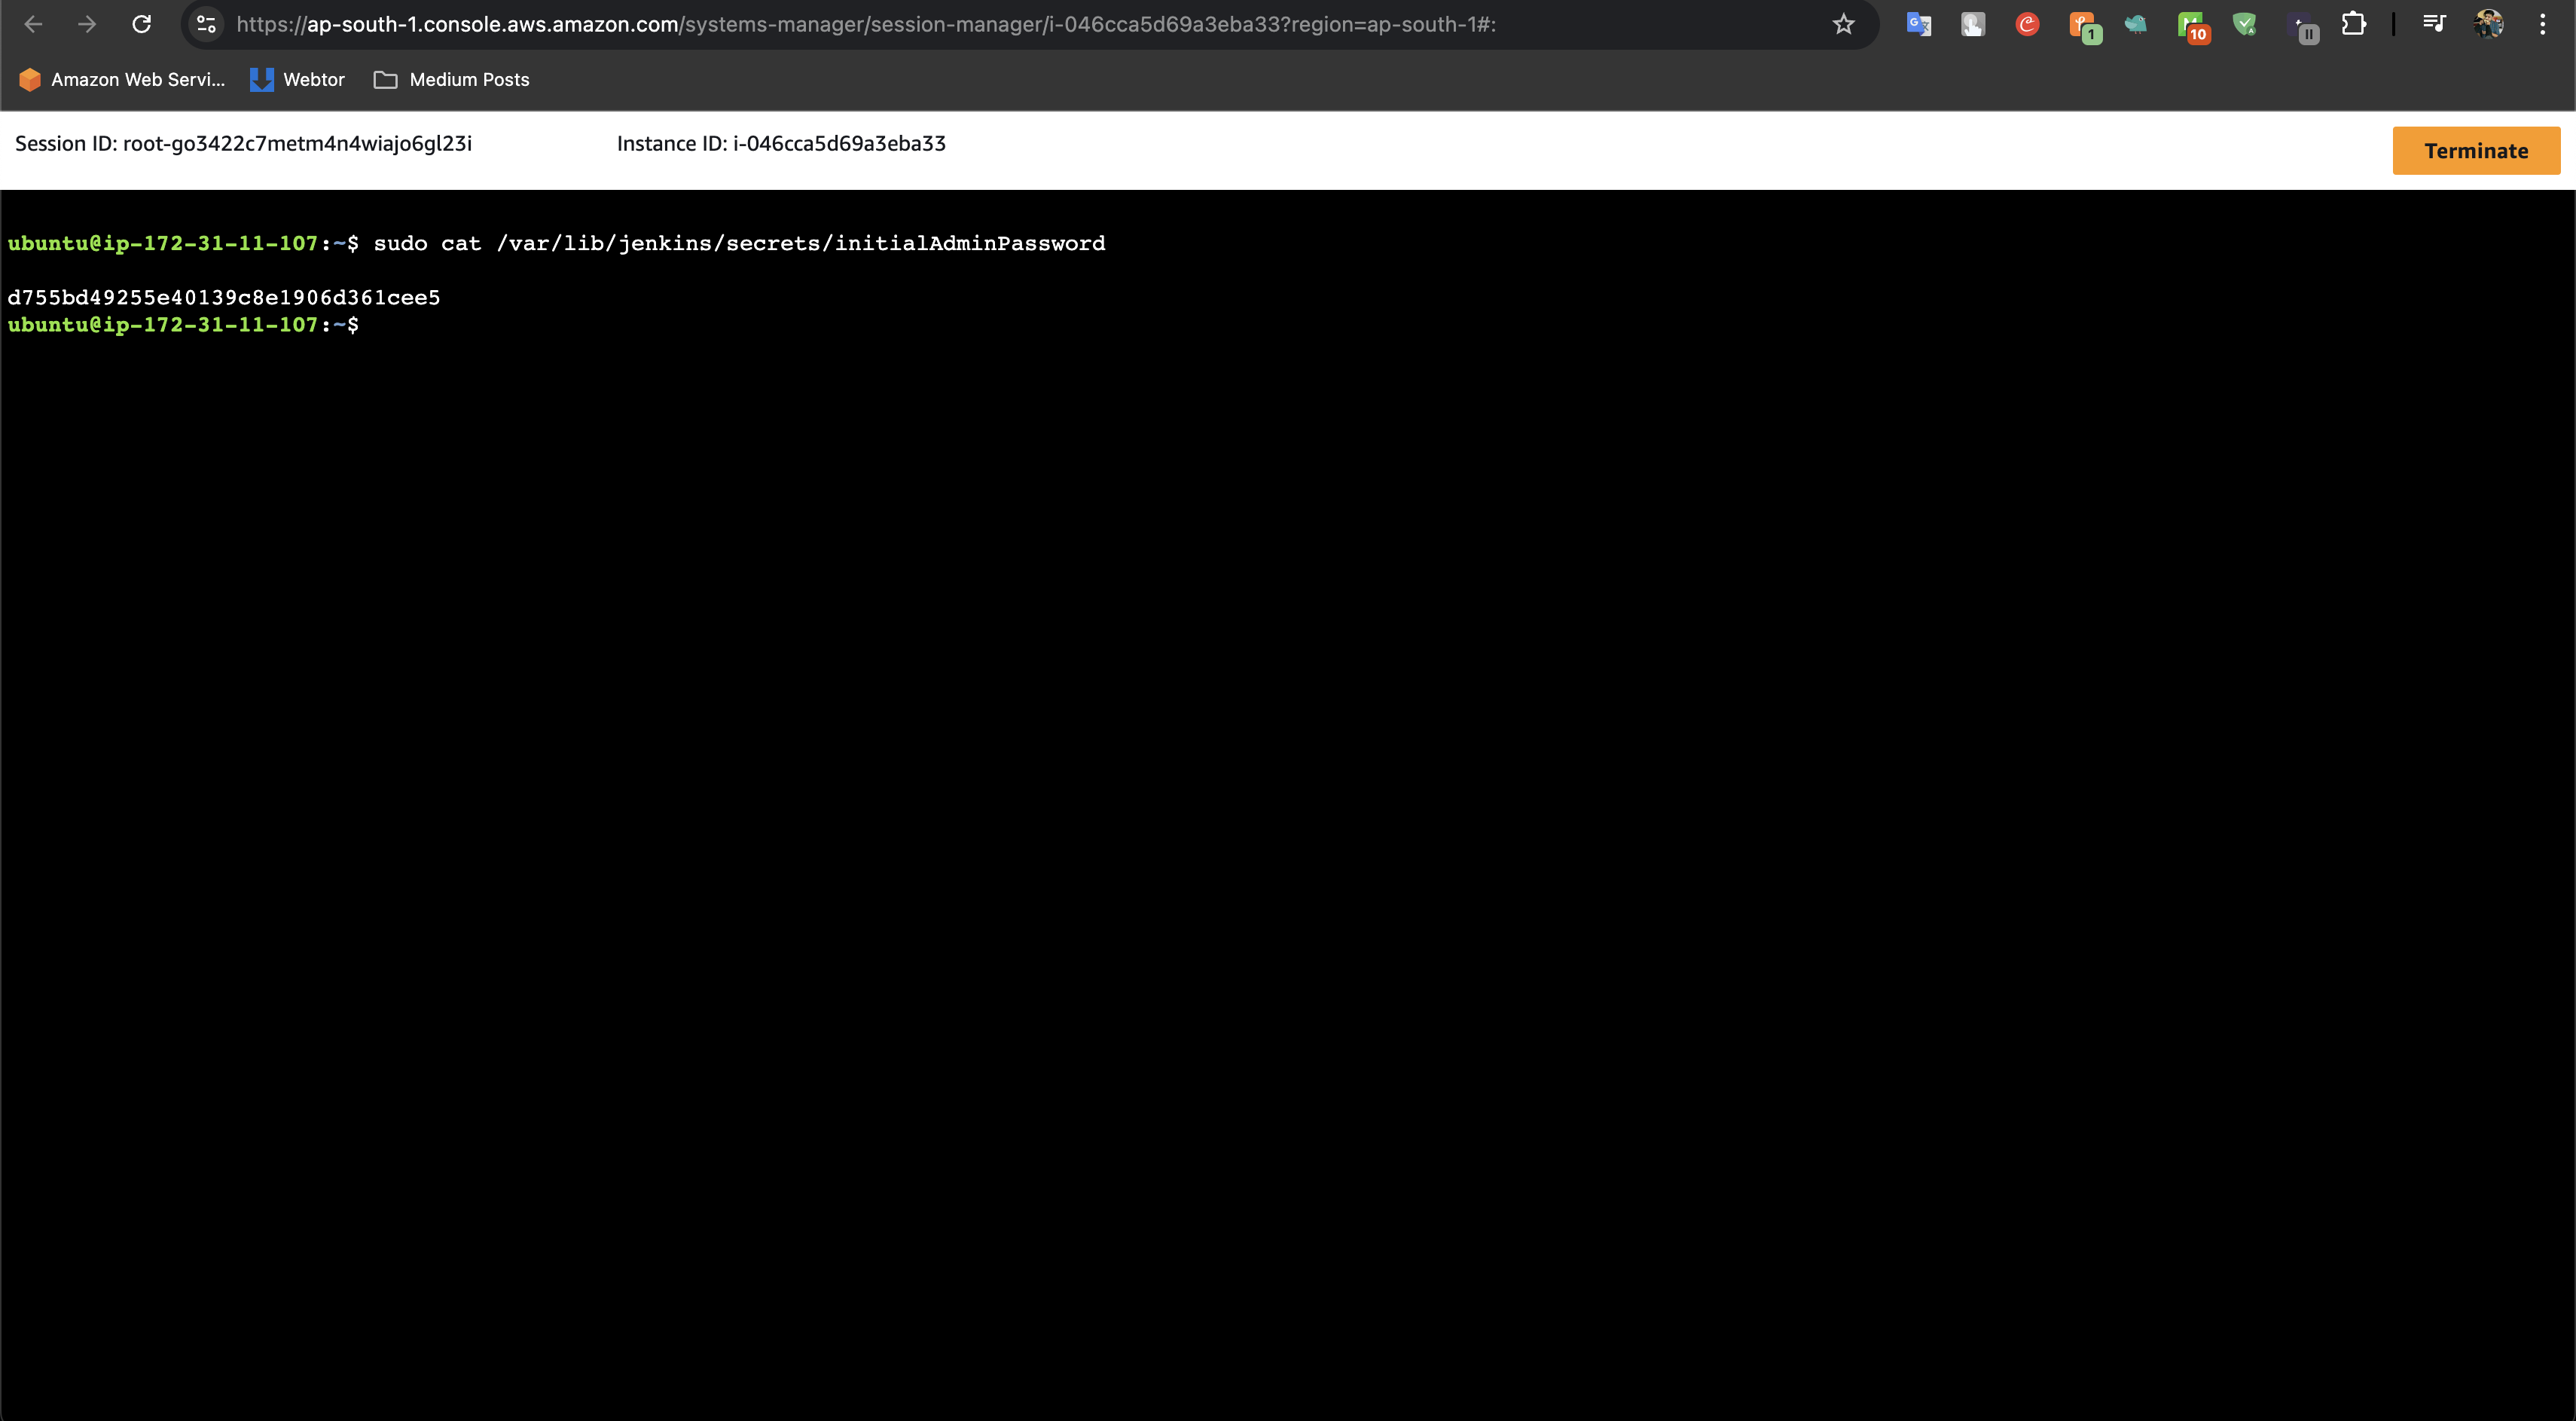 https://ap-south-1.console.aws.amazon.com/systems-manager/session-manager/i-046cca5d69a3eba33?region=ap-south-1#:
1
10
Amazon Web Servi...
Webtor
Medium Posts
Session ID: root-go3422c7metm4n4wiajo6gl23i
Instance ID: i-046cca5d69a3eba33
Terminate
ubuntu@ip-172-31-11-107:~$ sudo cat /var/lib/jenkins/secrets/initialAdminPassword
d755bd49255e40139c8e1906d361cee5
ubuntu@ip-172-31-11-107:~$